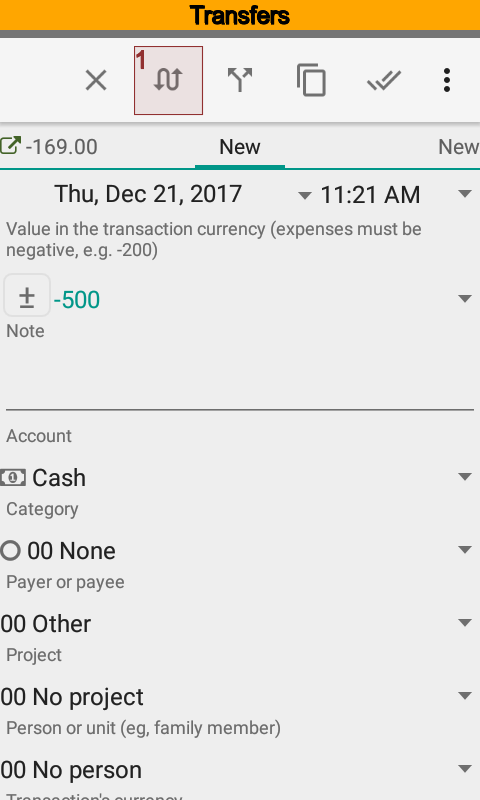 Transfers
1
-169.00
New
New
Thu, Dec 21, 2017
11:21 AM
Value in the transaction currency (expenses must be
negative, e.g. -200)
± -500
Note
Account
Cash
Category
00 None
Payer or payee
00 Other
Project
00 No project
Person or unit (eg, family member)
00 No person
Transaction's currency